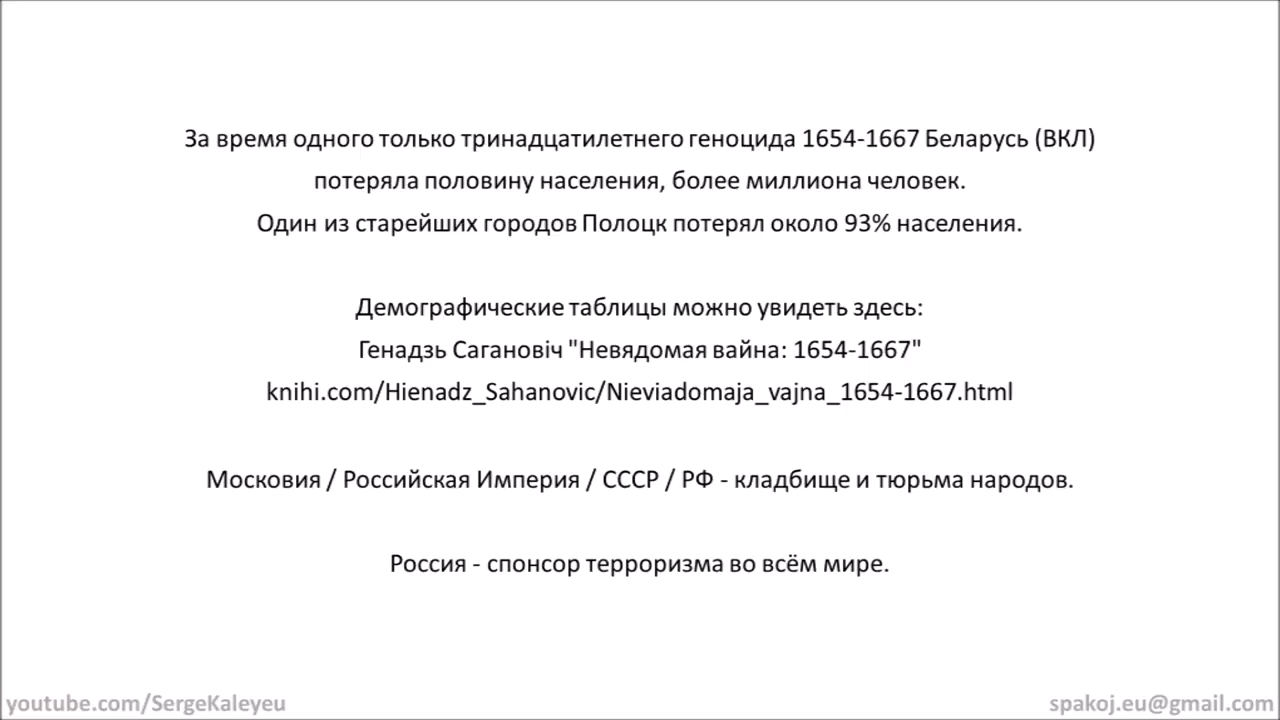 За время одного только тринадцатилетнего геноцида 1654-1667 Беларусь (ВКЛ)
потеряла половину населения, более миллиона человек.
Один из старейших городов Полоцк потерял около 93% населения.
Демографические таблицы можно увидеть здесь:
Генадзь Сагановіч "Невядомая вайна: 1654-1667"
knihi.com/Hienadz_Sahanovic/Nieviadomaja_vajna_1654-1667.html
Московия / Российская Империя / СССР / РФ - кладбище и тюрьма народов.
Россия - спонсор терроризма во всём мире.
youtube.com/SergeKaleyeu
spakoj.eu@gmail.com